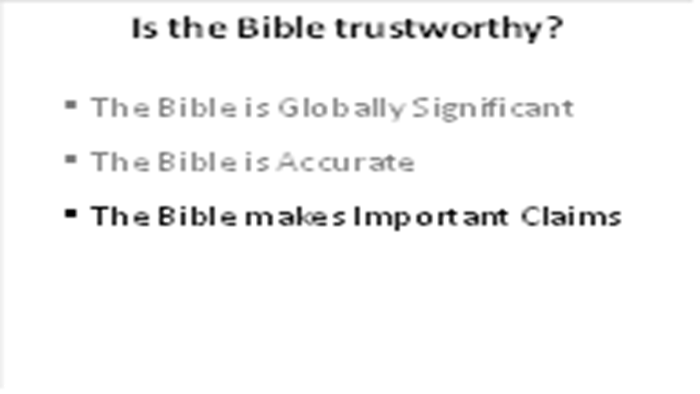 Is the Bible trustworthy?
▪ The Bible is Globally Significant
▪ The Bible is Accurate
▪ The Bible makes Important Claims